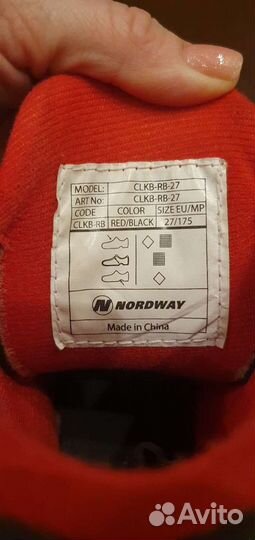 MODEL: CLKB-RB-27
Art No: CLKB-RB-27
CODE COLOR SIZE EU/MP
CLKB-RB RED/BLACK 27/175
NORDWAY
Made in China
Avito